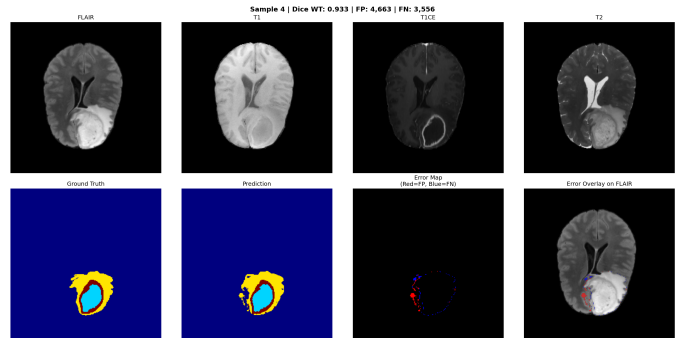 Sample 4 | Dice WT: 0.933 | FP: 4,663 | FN: 3,556
FLAIR
T1
T1CE
T2
Ground Truth
Prediction
Error Map
(Red=FP, Blue=FN)
Error Overlay on FLAIR